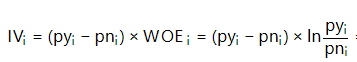 IVᵢ = (pyᵢ − pnᵢ) × WOEᵢ = (pyᵢ − pnᵢ) × ln pyᵢ/pnᵢ =